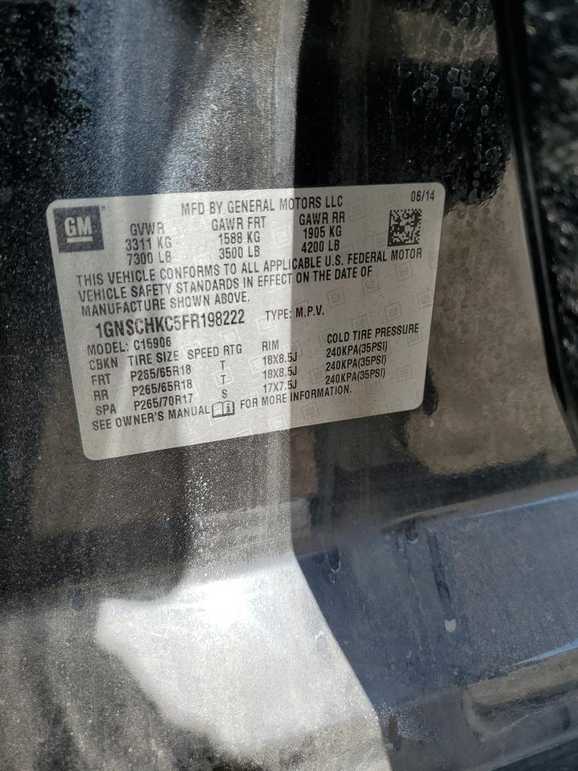 GM
MFD BY GENERAL MOTORS LLC 06/14
GVWR GAWR FRT GAWR RR
3311 KG 1588 KG 1905 KG
7300 LB 3500 LB 4200 LB
THIS VEHICLE CONFORMS TO ALL APPLICABLE U.S. FEDERAL MOTOR
VEHICLE SAFETY STANDARDS IN EFFECT ON THE DATE OF
MANUFACTURE SHOWN ABOVE.
1GNSCHKC5FR198222 TYPE: M.P.V.
MODEL: C15906
CBKN TIRE SIZE SPEED RTG RIM COLD TIRE PRESSURE
FRT P265/65R18 T 18X8.5J 240KPA(35PSI)
RR P265/65R18 T 18X8.5J 240KPA(35PSI)
SPA P265/70R17 S 17X7.5J 240KPA(35PSI)
SEE OWNER'S MANUAL FOR MORE INFORMATION.